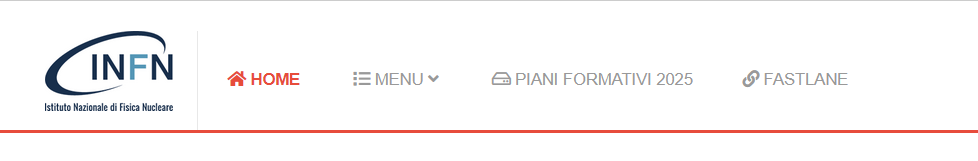 INFN
Istituto Nazionale di Fisica Nucleare
HOME MENU PIANI FORMATIVI 2025 FASTLANE